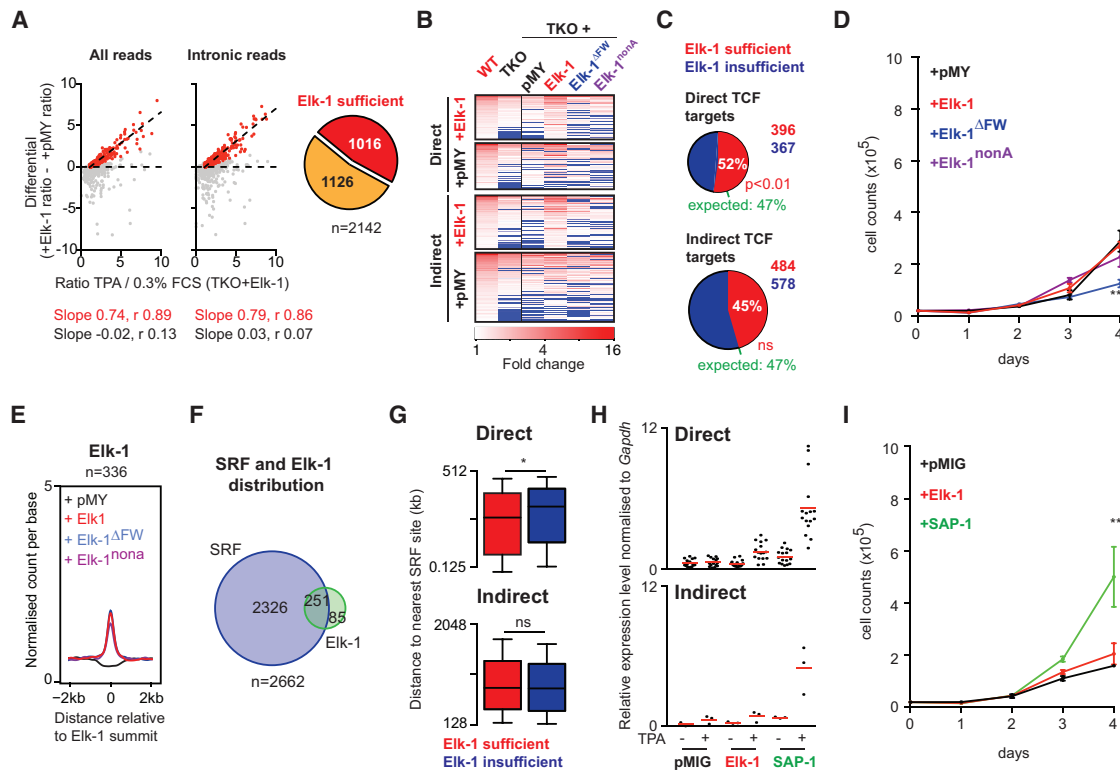 A
All reads
Intronic reads
Differential
(+Elk-1 ratio - +pMY ratio)
10
5
0
-5
-10
0
5
10
0
5
10
Ratio TPA / 0.3% FCS (TKO+Elk-1)
Slope 0.74, r 0.89
Slope -0.02, r 0.13
Slope 0.79, r 0.86
Slope 0.03, r 0.07
Elk-1 sufficient
1016
1126
n=2142
B
TKO +
WT
TKO
pMY
Elk-1
Elk-1ΔFW
Elk-1nonA
Direct
+Elk-1
+pMY
Indirect
+Elk-1
+pMY
1
4
16
Fold change
C
Elk-1 sufficient
Elk-1 insufficient
Direct TCF
targets
396
367
52%
p<0.01
expected: 47%
Indirect TCF
targets
484
578
45%
ns
expected: 47%
D
+pMY
+Elk-1
+Elk-1ΔFW
+Elk-1nonA
cell counts (x10⁵)
10
8
6
4
2
0
**
0
1
2
3
4
days
E
Elk-1
n=336
+ pMY
+ Elk1
+ Elk-1ΔFW
+ Elk-1nona
Normalised count per base
5
0
−2kb
0
2kb
Distance relative
to Elk-1 summit
F
SRF and Elk-1
distribution
SRF
2326
251
85
Elk-1
n=2662
G
Direct
Distance to nearest SRF site (kb)
512
*
0.125
Indirect
2048
ns
128
Elk-1 sufficient
Elk-1 insufficient
H
Relative expression level normalised to Gapdh
12
Direct
0
12
Indirect
0
TPA
-
+
-
+
-
+
pMIG
Elk-1
SAP-1
I
+pMIG
+Elk-1
+SAP-1
cell counts (x10⁵)
10
8
6
4
2
0
**
0
1
2
3
4
days